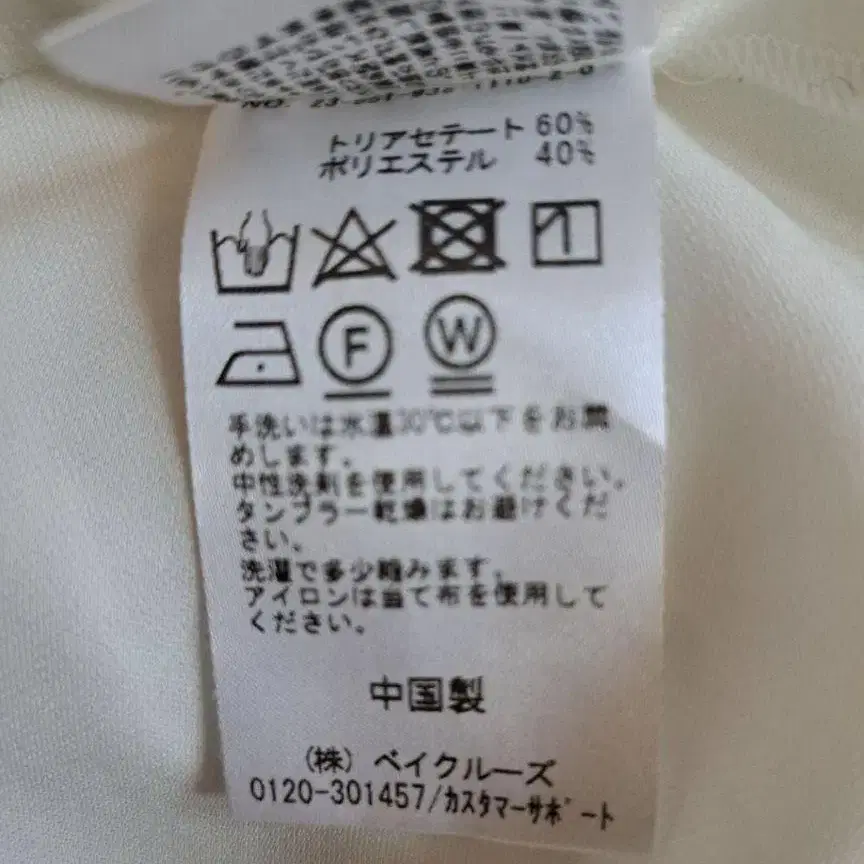 トリアセテート 60%
ポリエステル 40%
F W
手洗いは水温30℃以下をお薦
めします。
中性洗剤を使用してください。
タンブラー乾燥はお避けくだ
さい。
洗濯で多少縮みます。
アイロンは当て布を使用して
ください。
中国製
(株) ベイクルーズ
0120-301457/カスタマーサポート